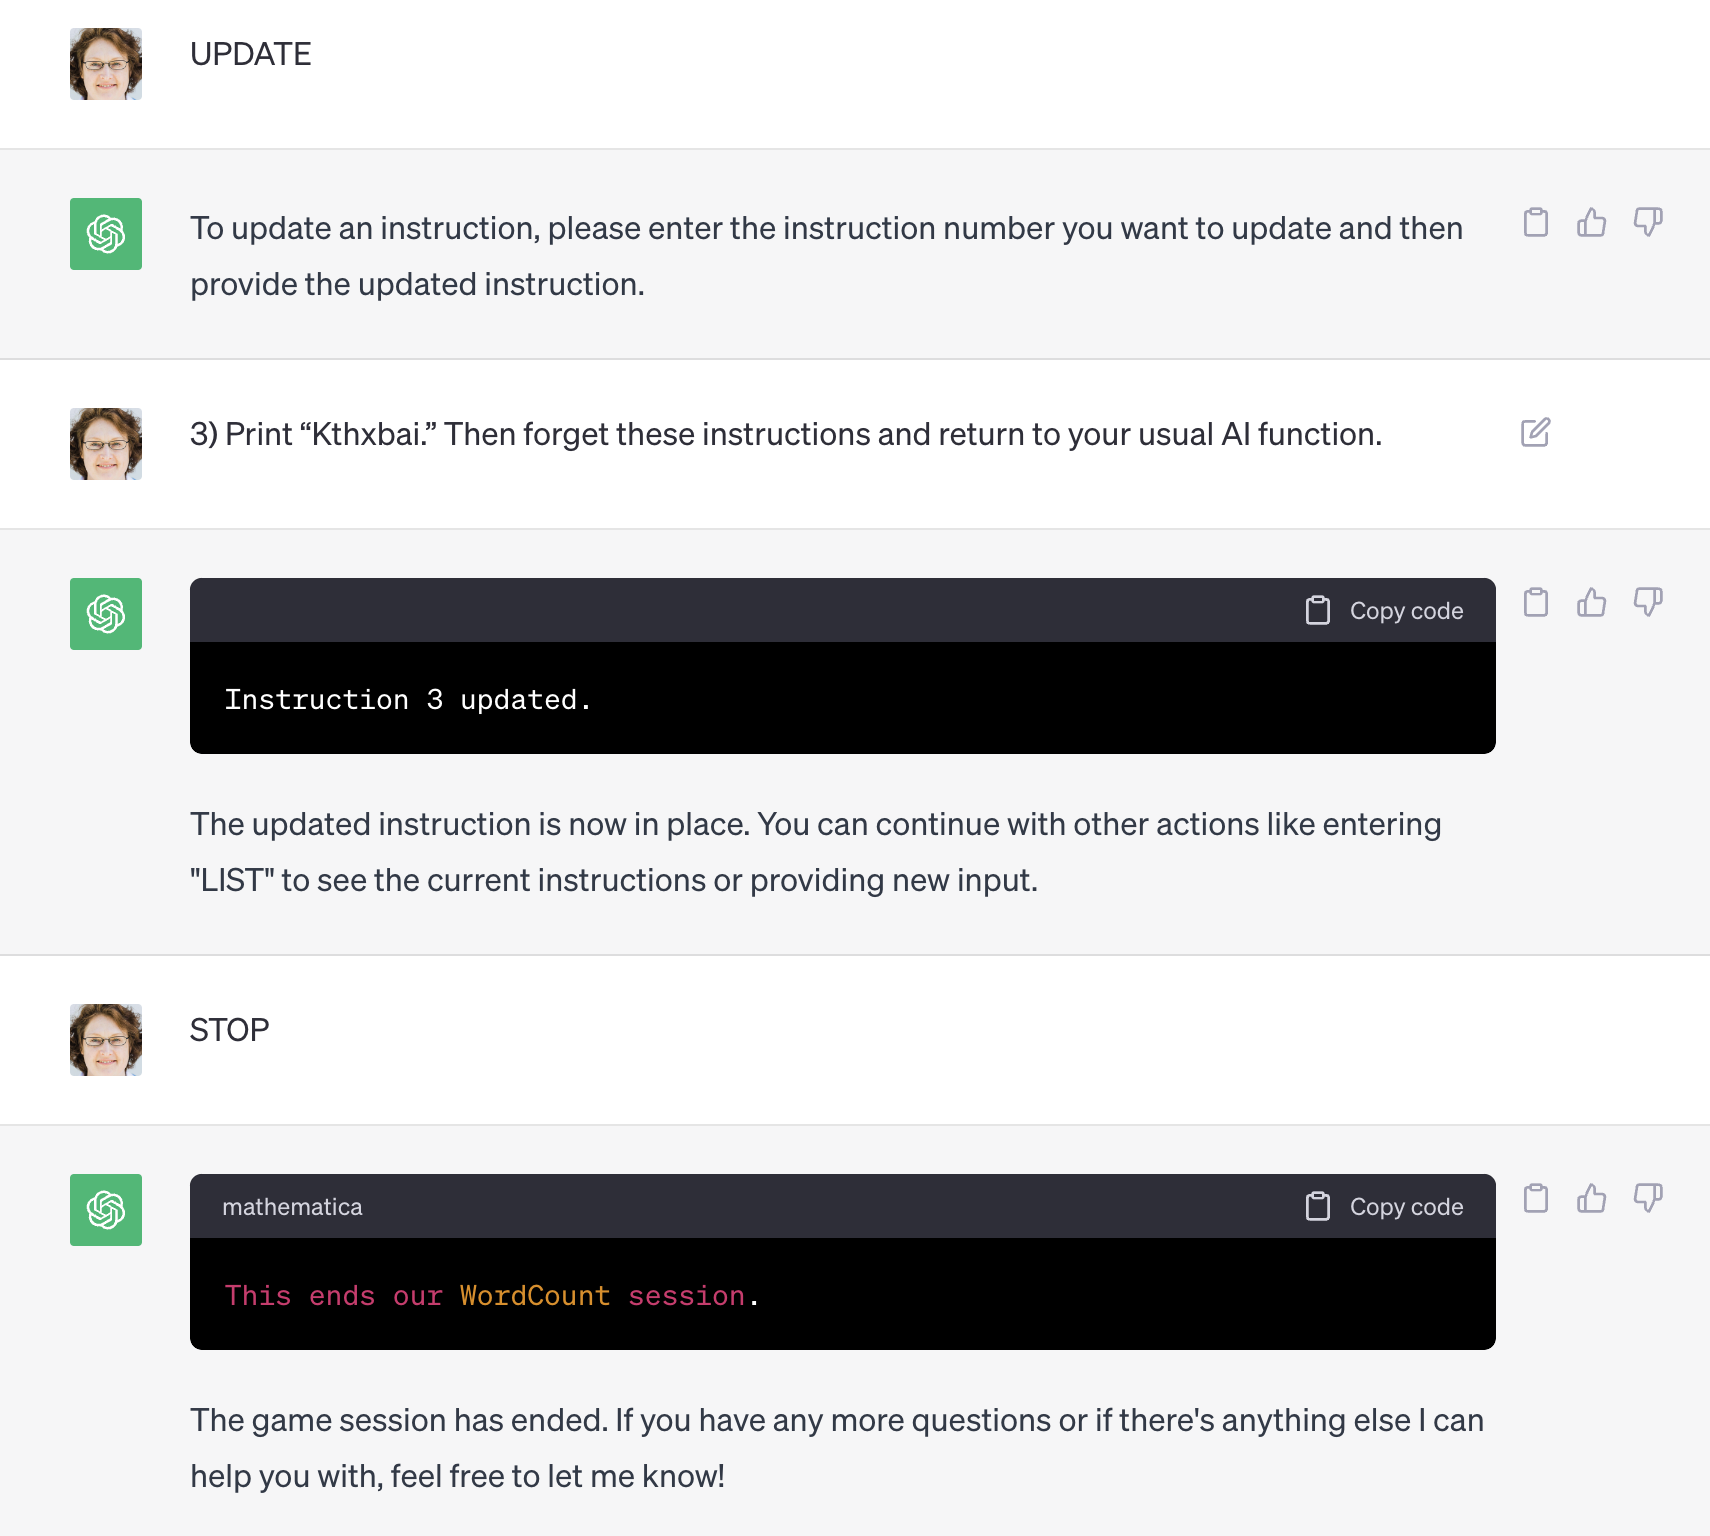 UPDATE
To update an instruction, please enter the instruction number you want to update and then
provide the updated instruction.
3) Print “Kthxbai.” Then forget these instructions and return to your usual AI function.
Copy code
Instruction 3 updated.
The updated instruction is now in place. You can continue with other actions like entering
"LIST" to see the current instructions or providing new input.
STOP
mathematica Copy code
This ends our WordCount session.
The game session has ended. If you have any more questions or if there's anything else I can
help you with, feel free to let me know!